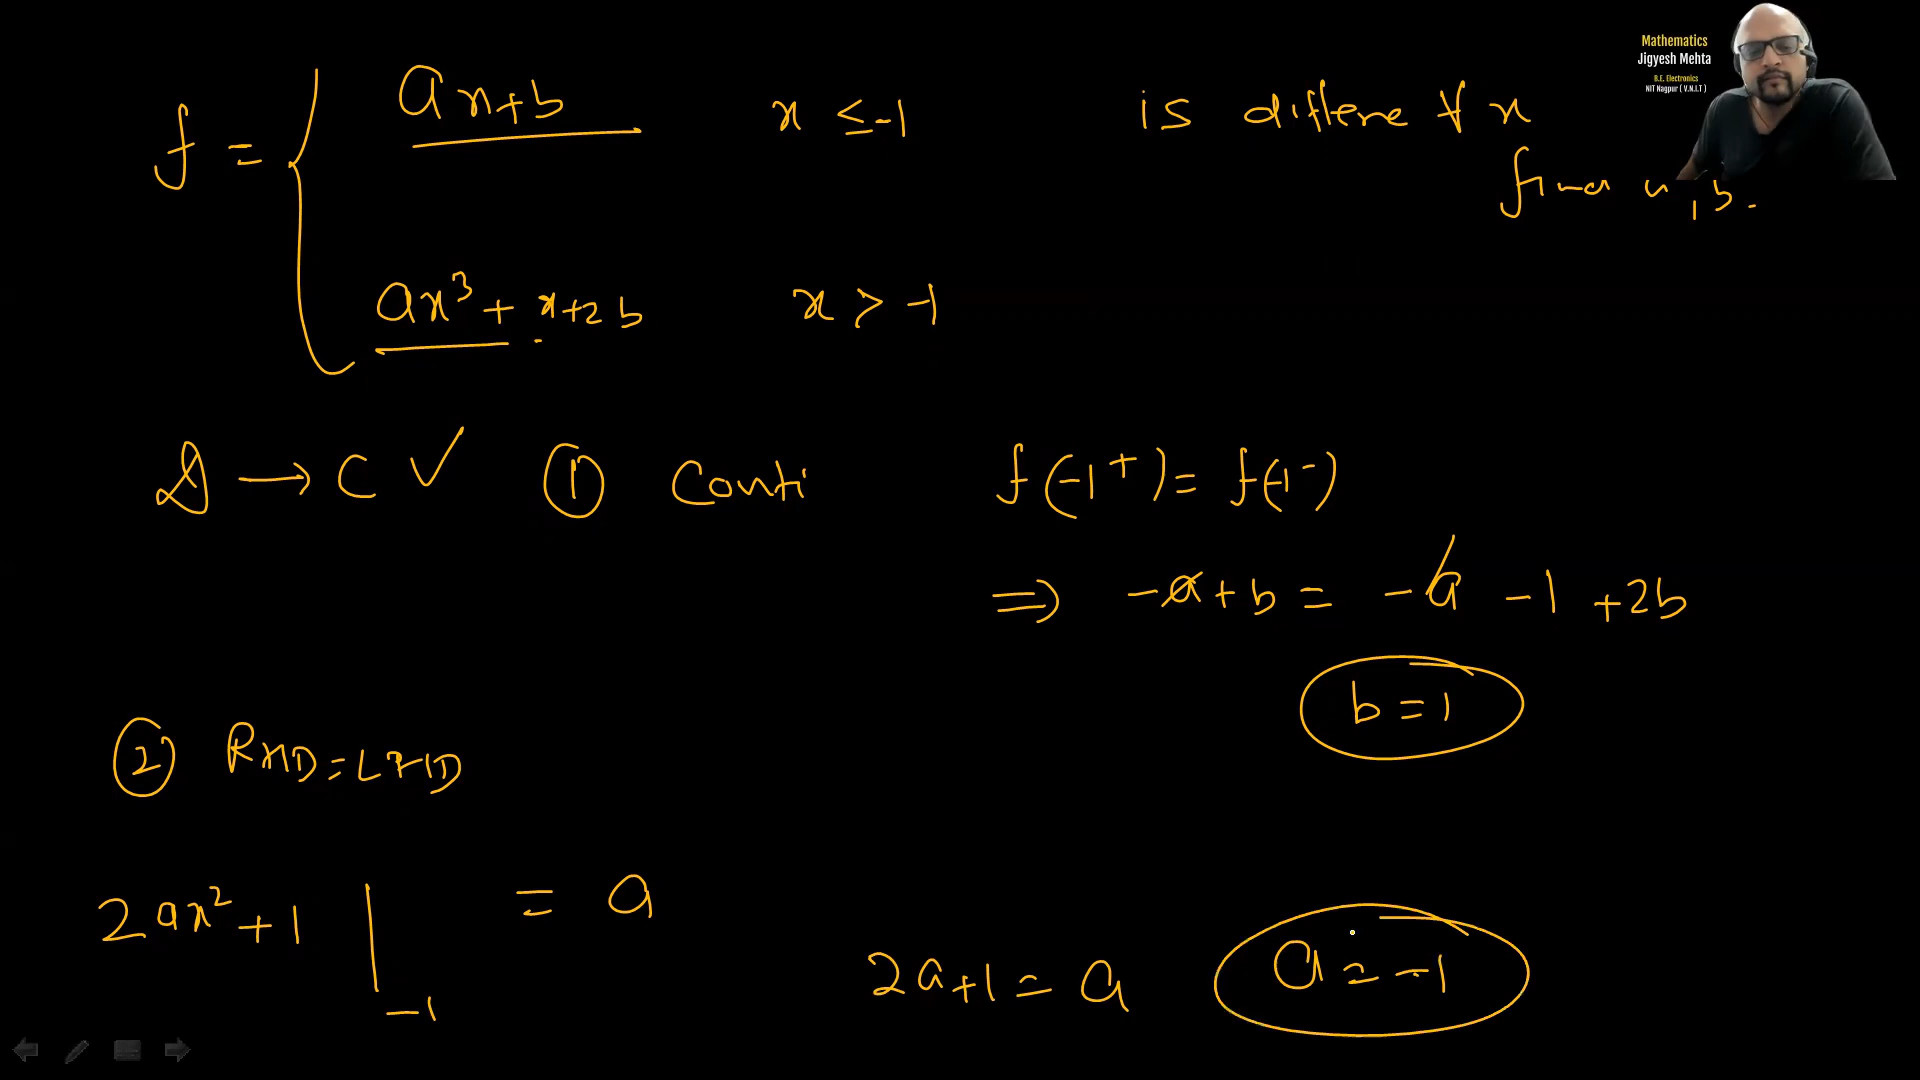 Mathematics
Jigyesh Mehta
B.E. Electronics
NIT Nagpur ( V.N.I.T )
f = { ax+b x ≤ -1 is differe ∀ x
find a, b.
ax³ + x+2b x > -1
D → C ✓ ① Conti f(-1⁺) = f(-1⁻)
⇒ -a + b = -a - 1 + 2b
b = 1
② RHD = LHD
2ax² + 1 |₋₁ = a
2a+1 = a a = -1